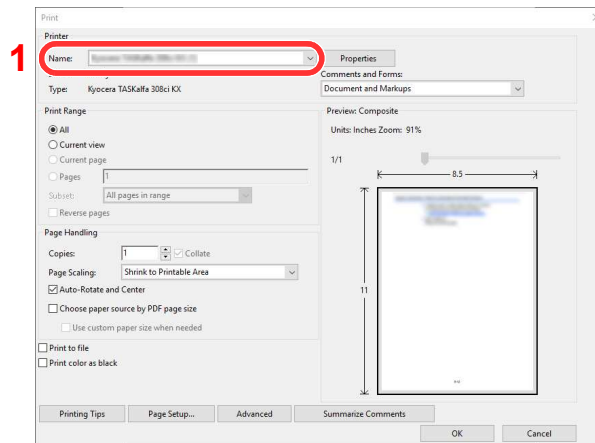 Print
Printer
1
Name:
Properties
Comments and Forms:
Type: Kyocera TASKalfa 308ci KX
Document and Markups
Print Range
Preview: Composite
All
Units: Inches Zoom: 91%
Current view
Current page
1/1
Pages 1
8.5
Subset: All pages in range
Reverse pages
Page Handling
Copies: 1 Collate
Page Scaling: Shrink to Printable Area
Auto-Rotate and Center
11
Choose paper source by PDF page size
Use custom paper size when needed
Print to file
Print color as black
Printing Tips Page Setup... Advanced Summarize Comments
OK Cancel